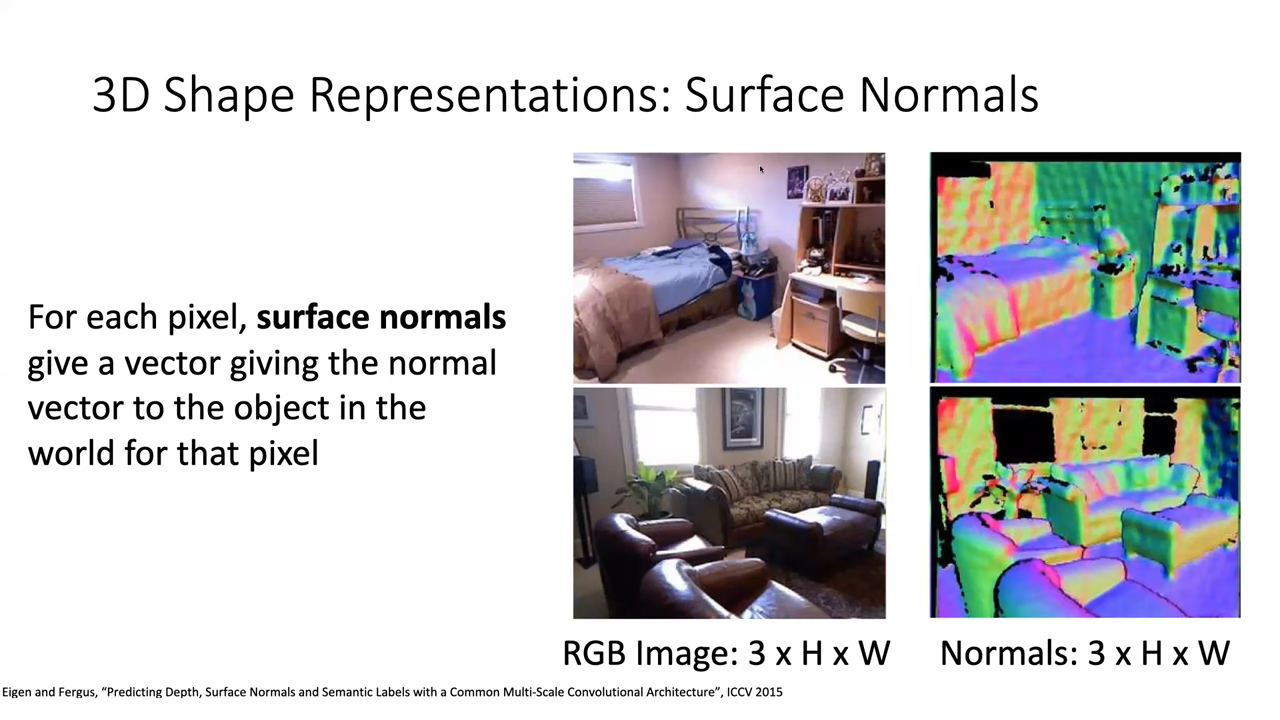 3D Shape Representations: Surface Normals
For each pixel, surface normals
give a vector giving the normal
vector to the object in the
world for that pixel
RGB Image: 3 x H x W
Normals: 3 x H x W
Eigen and Fergus, “Predicting Depth, Surface Normals and Semantic Labels with a Common Multi-Scale Convolutional Architecture”, ICCV 2015